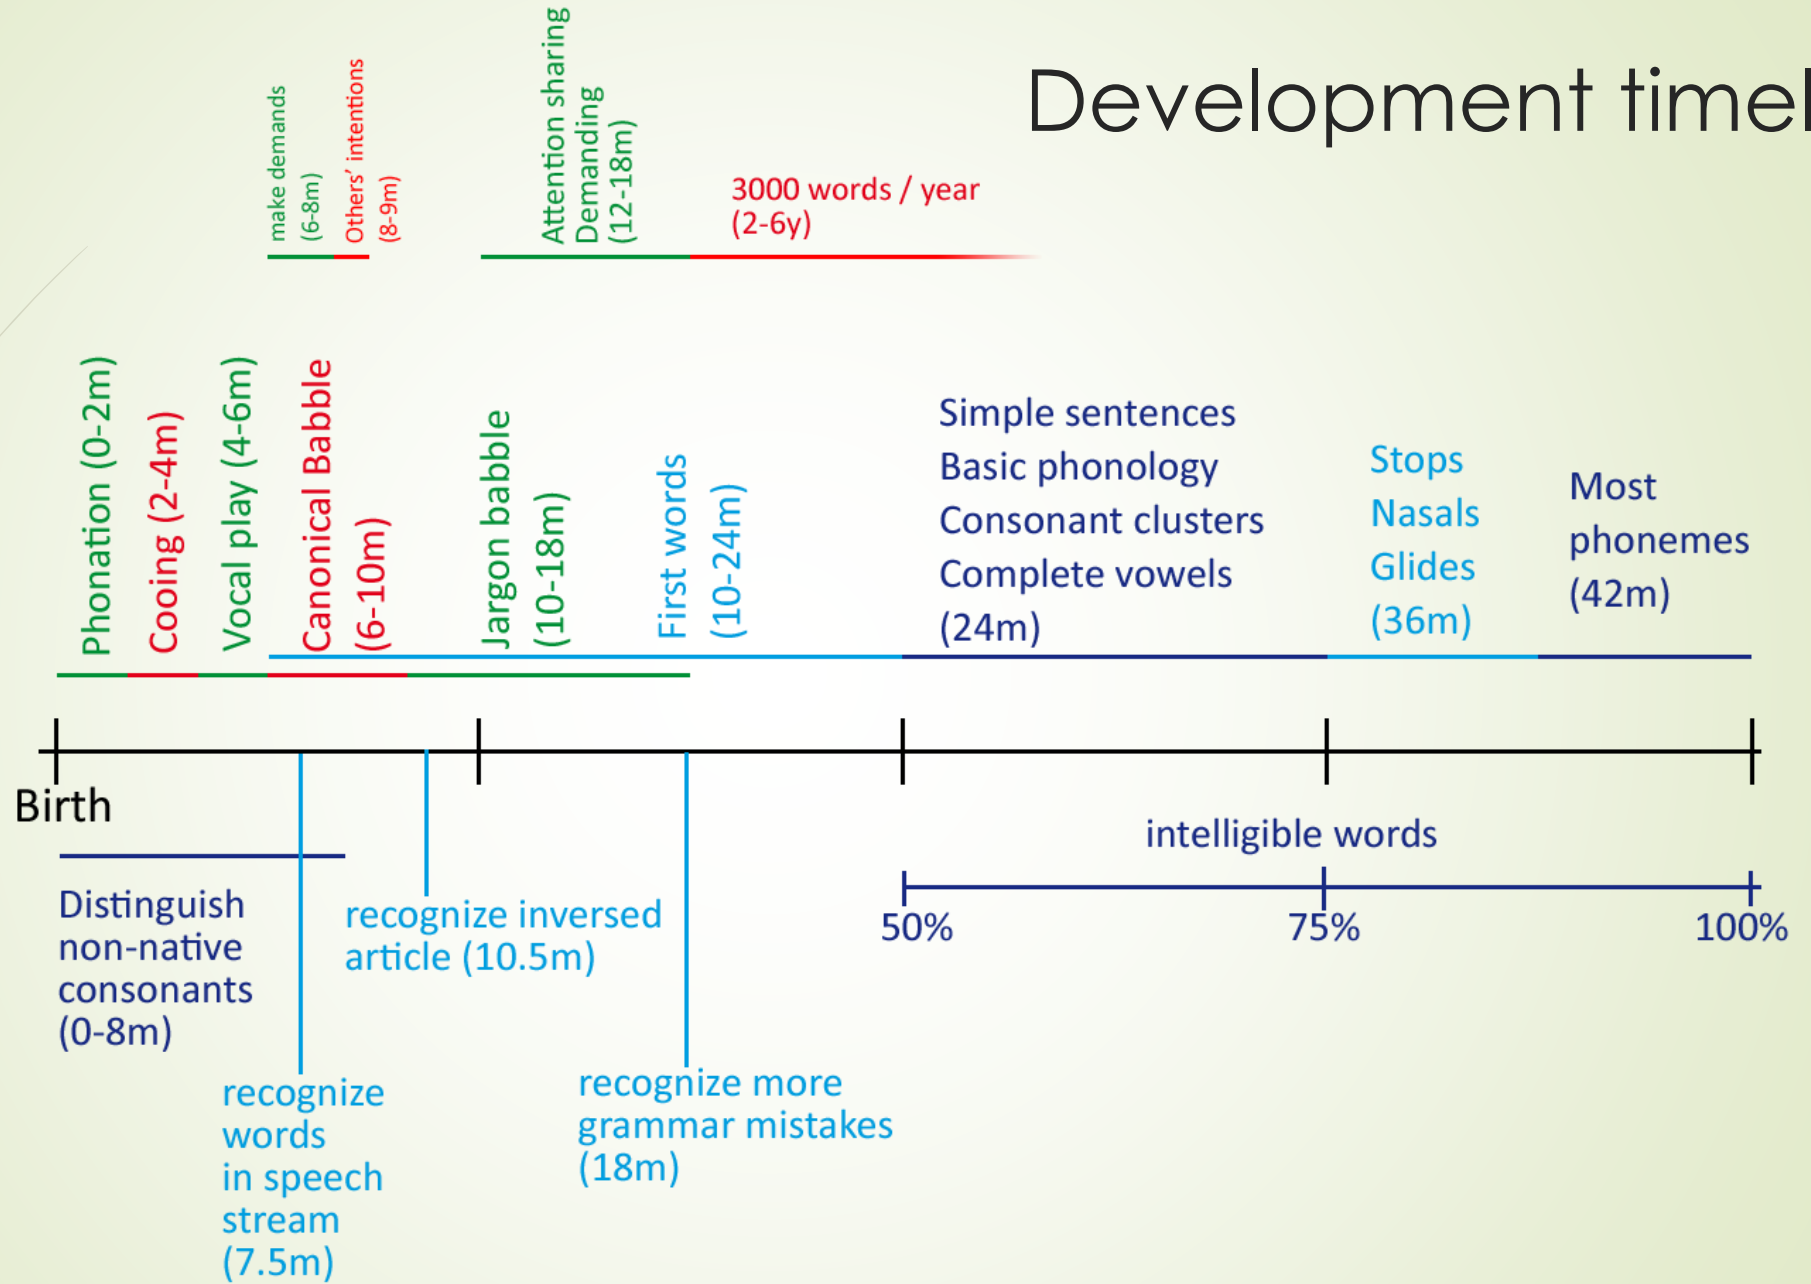 Development timel
make demands
(6-8m)
Others’ intentions
(8-9m)
Attention sharing
Demanding
(12-18m)
3000 words / year
(2-6y)
Phonation (0-2m)
Cooing (2-4m)
Vocal play (4-6m)
Canonical Babble
(6-10m)
Jargon babble
(10-18m)
First words
(10-24m)
Simple sentences
Basic phonology
Consonant clusters
Complete vowels
(24m)
Stops
Nasals
Glides
(36m)
Most
phonemes
(42m)
Birth
Distinguish
non-native
consonants
(0-8m)
recognize
words
in speech
stream
(7.5m)
recognize inversed
article (10.5m)
recognize more
grammar mistakes
(18m)
intelligible words
50%
75%
100%